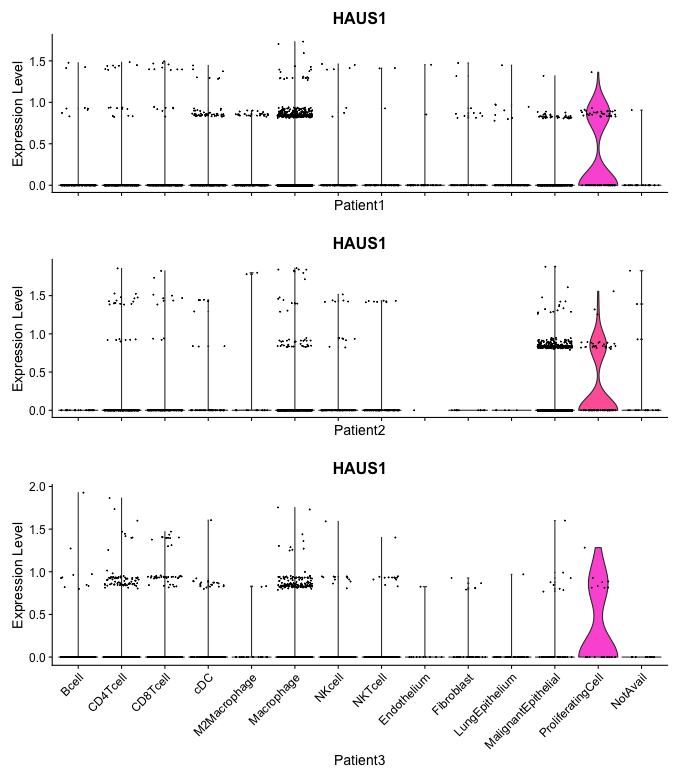 HAUS1
Expression Level
1.5
1.0
0.5
0.0
Patient1
HAUS1
Expression Level
1.5
1.0
0.5
0.0
Patient2
HAUS1
Expression Level
2.0
1.5
1.0
0.5
0.0
Bcell
CD4Tcell
CD8Tcell
cDC
M2Macrophage
Macrophage
NKcell
NKTcell
Endothelium
Fibroblast
LungEpithelium
MalignantEpithelial
ProliferatingCell
NotAvail
Patient3